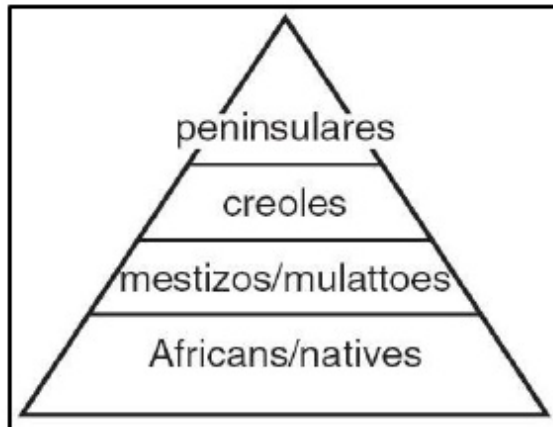 peninsulares
creoles
mestizos/mulattoes
Africans/natives